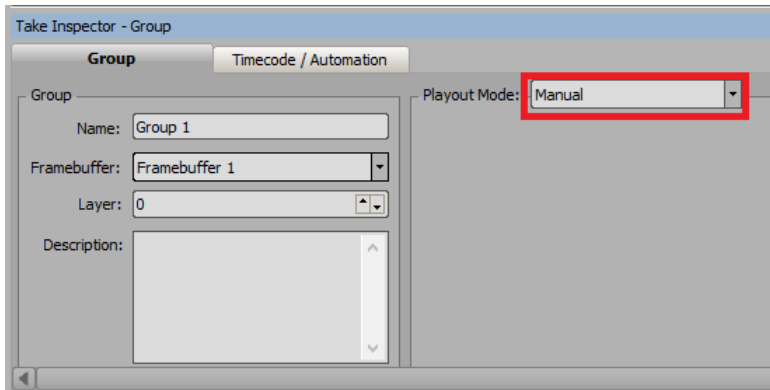 Take Inspector - Group
Group
Timecode / Automation
Group
Name: Group 1
Framebuffer: Framebuffer 1
Layer: 0
Description:
Playout Mode: Manual